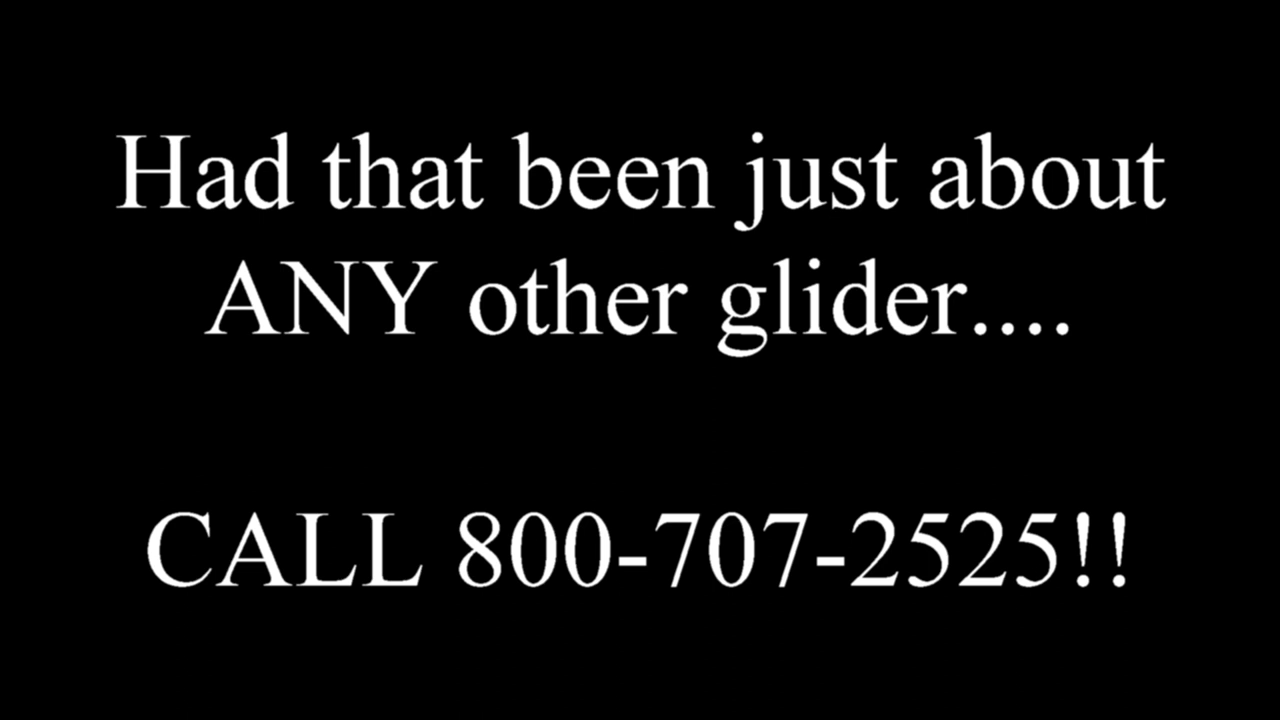 Had that been just about
ANY other glider....
CALL 800-707-2525!!